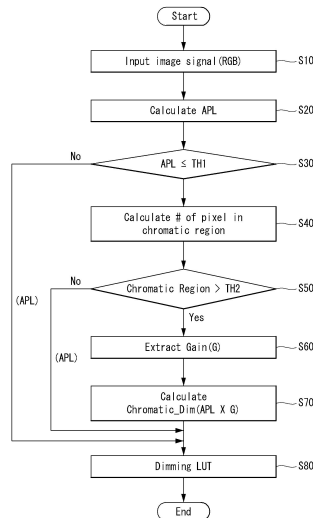 Start
Input image signal(RGB)
S10
Calculate APL
S20
No
APL ≤ TH1
S30
Calculate # of pixel in
chromatic region
S40
No
Chromatic Region > TH2
S50
(APL)
Yes
(APL)
Extract Gain(G)
S60
Calculate
Chromatic_Dim(APL X G)
S70
Dimming LUT
S80
End